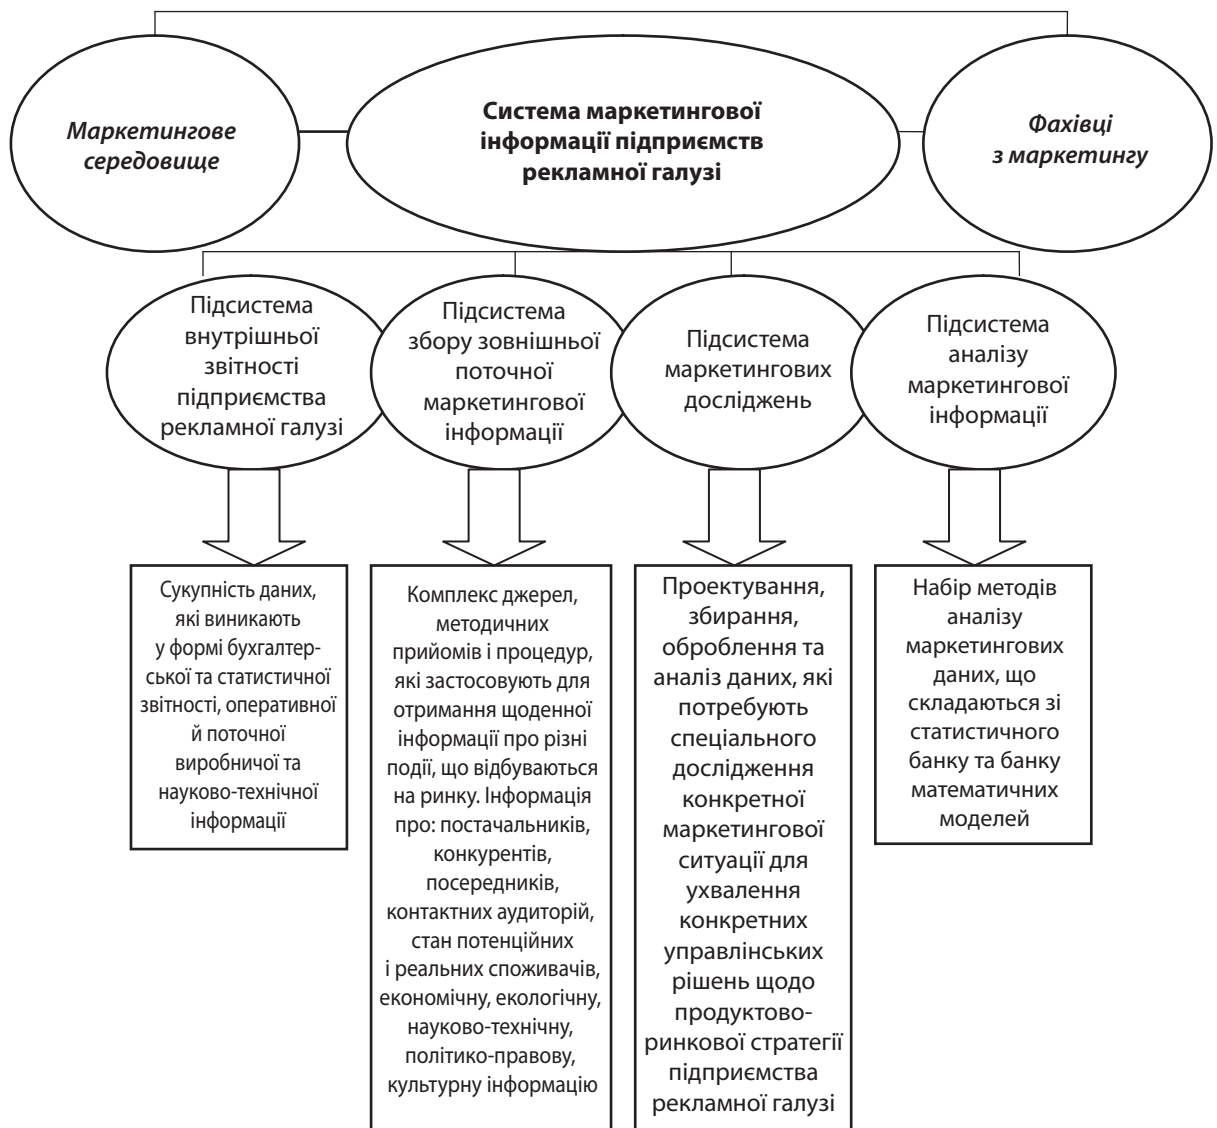 Маркетингове
середовище
Система маркетингової
інформації підприємств
рекламної галузі
Фахівці
з маркетингу
Підсистема
внутрішньої
звітності
підприємства
рекламної галузі
Підсистема
збору зовнішньої
поточної
маркетингової
інформації
Підсистема
маркетингових
досліджень
Підсистема
аналізу
маркетингової
інформації
Сукупність даних,
які виникають
у формі бухгалтер-
ської та статистичної
звітності, оперативної
й поточної
виробничої та
науково-технічної
інформації
Комплекс джерел,
методичних
прийомів і процедур,
які застосовують для
отримання щоденної
інформації про різні
події, що відбуваються
на ринку. Інформація
про: постачальників,
конкурентів,
посередників,
контактних аудиторій,
стан потенційних
і реальних споживачів,
економічну, екологічну,
науково-технічну,
політико-правову,
культурну інформацію
Проектування,
збирання,
оброблення та
аналіз даних, які
потребують
спеціального
дослідження
конкретної
маркетингової
ситуації для
ухвалення
конкретних
управлінських
рішень щодо
продуктово-
ринкової стратегії
підприємства
рекламної галузі
Набір методів
аналізу
маркетингових
даних, що
складаються зі
статистичного
банку та банку
математичних
моделей